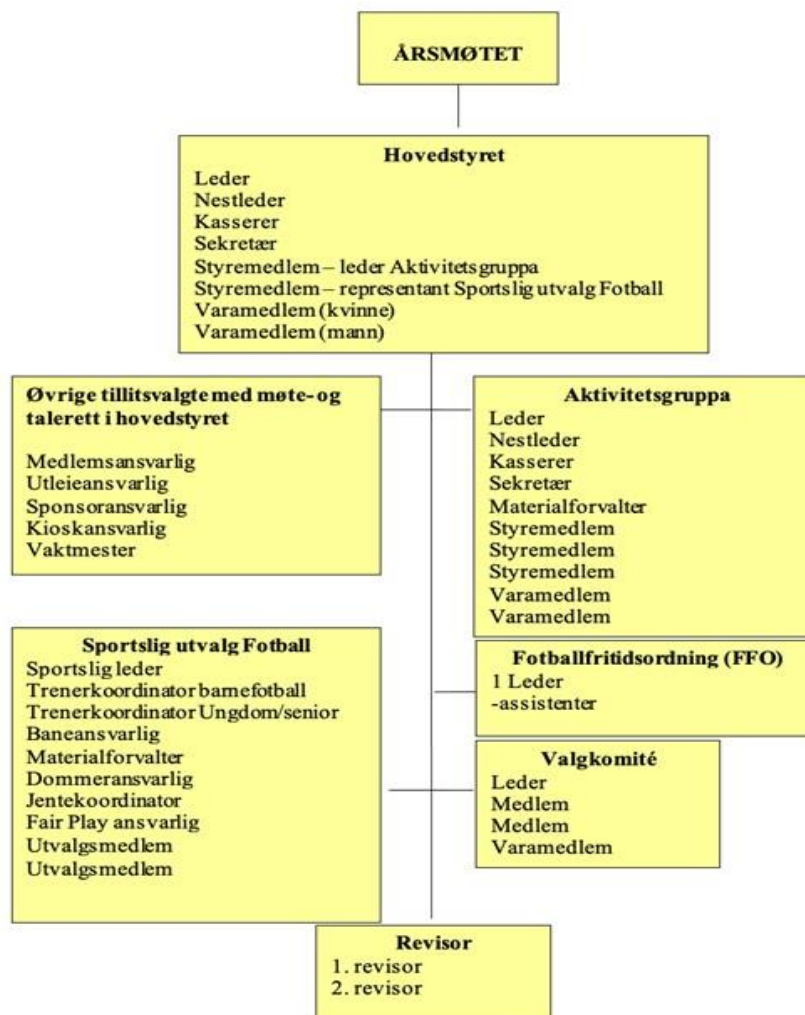 ÅRSMØTET
Hovedstyret
Leder
Nestleder
Kasserer
Sekretær
Styremedlem – leder Aktivitetsgruppa
Styremedlem – representant Sportslig utvalg Fotball
Varamedlem (kvinne)
Varamedlem (mann)
Øvrige tillitsvalgte med møte- og
talerett i hovedstyret
Medlemsansvarlig
Utleieansvarlig
Sponsoransvarlig
Kioskansvarlig
Vaktmester
Aktivitetsgruppa
Leder
Nestleder
Kasserer
Sekretær
Materialforvalter
Styremedlem
Styremedlem
Styremedlem
Varamedlem
Varamedlem
Sportslig utvalg Fotball
Sportslig leder
Trenerkoordinator barnefotball
Trenerkoordinator Ungdom/senior
Baneansvarlig
Materialforvalter
Dommeransvarlig
Jentekoordinator
Fair Play ansvarlig
Utvalgsmedlem
Utvalgsmedlem
Fotballfritidsordning (FFO)
1 Leder
-assistenter
Valgkomité
Leder
Medlem
Medlem
Varamedlem
Revisor
1. revisor
2. revisor